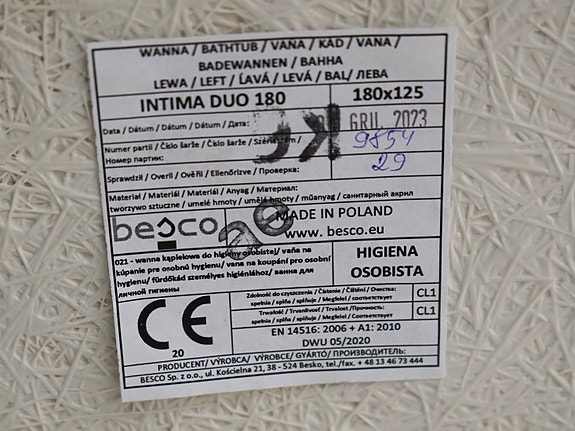 WANNA / BATHTUB / VAŇA / KÁD / VANA /
BADEWANNEN / ВАННА
LEWA / LEFT / ĽAVÁ / LEVÁ / BAL / ЛЕВА
INTIMA DUO 180
180x125
Data / Dátum / Dátum / Dátum / Дата:
GRU. 2023
Numer partii / Číslo šarže / Číslo šarže / Szériaszám /
Номер партии:
9854
Sprawdził / Overil / Ověřil / Ellenőrizve / Проверка:
29
Materiał / Materiál / Materiál / Anyag / Материал:
tworzywo sztuczne / umelé hmoty / umělé hmoty / műanyag / санитарный акрил
besco
MADE IN POLAND
www. besco.eu
021 - wanna kąpielowa do higieny osobistej/ vaňa na
kúpanie pre osobnú hygienu/ vana na koupání pro osobní
hygienu/ fürdőkád személyes higiéniához/ ванна для
личной гигиены
HIGIENA
OSOBISTA
CE
20
Zdolność do czyszczenia / Čistenie / Čištění / Очистка:
spełnia / spĺňa / splňuje / Megfelel / соответствует
CL1
Trwałość / Trvanlivosť / Trvalost / Прочность:
spełnia / spĺňa / splňuje / Megfelel / соответствует
CL1
EN 14516: 2006 + A1: 2010
DWU 05/2020
PRODUCENT/ VÝROBCA/ VÝROBCE/ GYÁRTÓ/ ПРОИЗВОДИТЕЛЬ:
BESCO Sp. z o.o., ul. Kościelna 21, 38 - 524 Besko, tel./fax. + 48 13 46 73 444